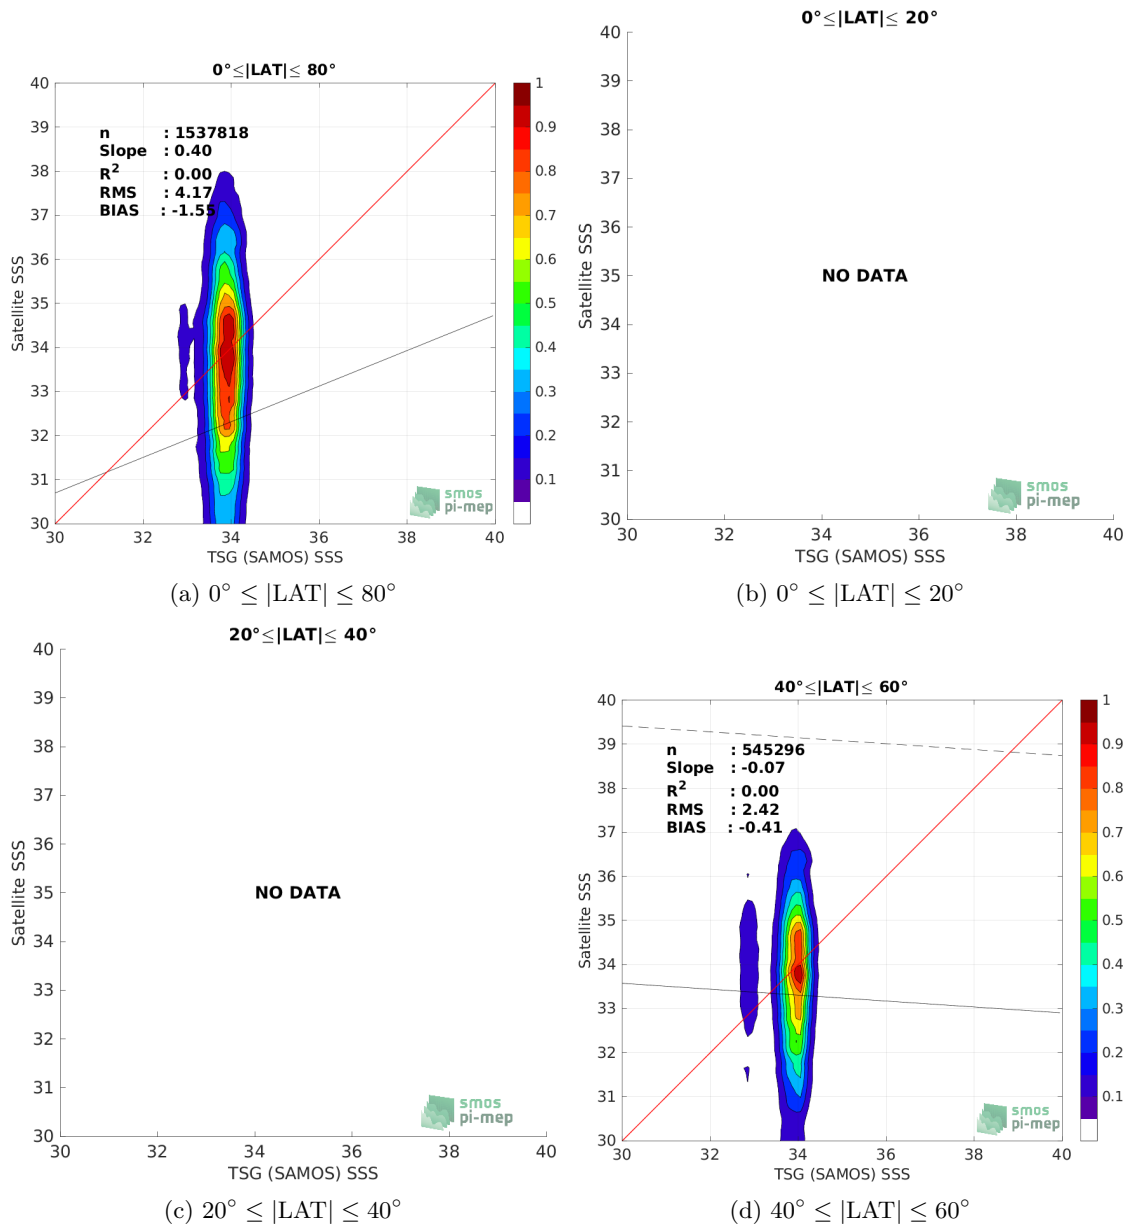 0°≤|LAT|≤ 80°
40
39
38
37
36
35
34
33
32
31
30
Satellite SSS
n : 1537818
Slope : 0.40
R² : 0.00
RMS : 4.17
BIAS : -1.55
1
0.9
0.8
0.7
0.6
0.5
0.4
0.3
0.2
0.1
smos
pi-mep
30 32 34 36 38 40
TSG (SAMOS) SSS
(a) 0° ≤ |LAT| ≤ 80°
0°≤|LAT|≤ 20°
40
39
38
37
36
35
34
33
32
31
30
Satellite SSS
NO DATA
smos
pi-mep
30 32 34 36 38 40
TSG (SAMOS) SSS
(b) 0° ≤ |LAT| ≤ 20°
20°≤|LAT|≤ 40°
40
39
38
37
36
35
34
33
32
31
30
Satellite SSS
NO DATA
smos
pi-mep
30 32 34 36 38 40
TSG (SAMOS) SSS
(c) 20° ≤ |LAT| ≤ 40°
40°≤|LAT|≤ 60°
40
39
38
37
36
35
34
33
32
31
30
Satellite SSS
n : 545296
Slope : -0.07
R² : 0.00
RMS : 2.42
BIAS : -0.41
1
0.9
0.8
0.7
0.6
0.5
0.4
0.3
0.2
0.1
smos
pi-mep
30 32 34 36 38 40
TSG (SAMOS) SSS
(d) 40° ≤ |LAT| ≤ 60°